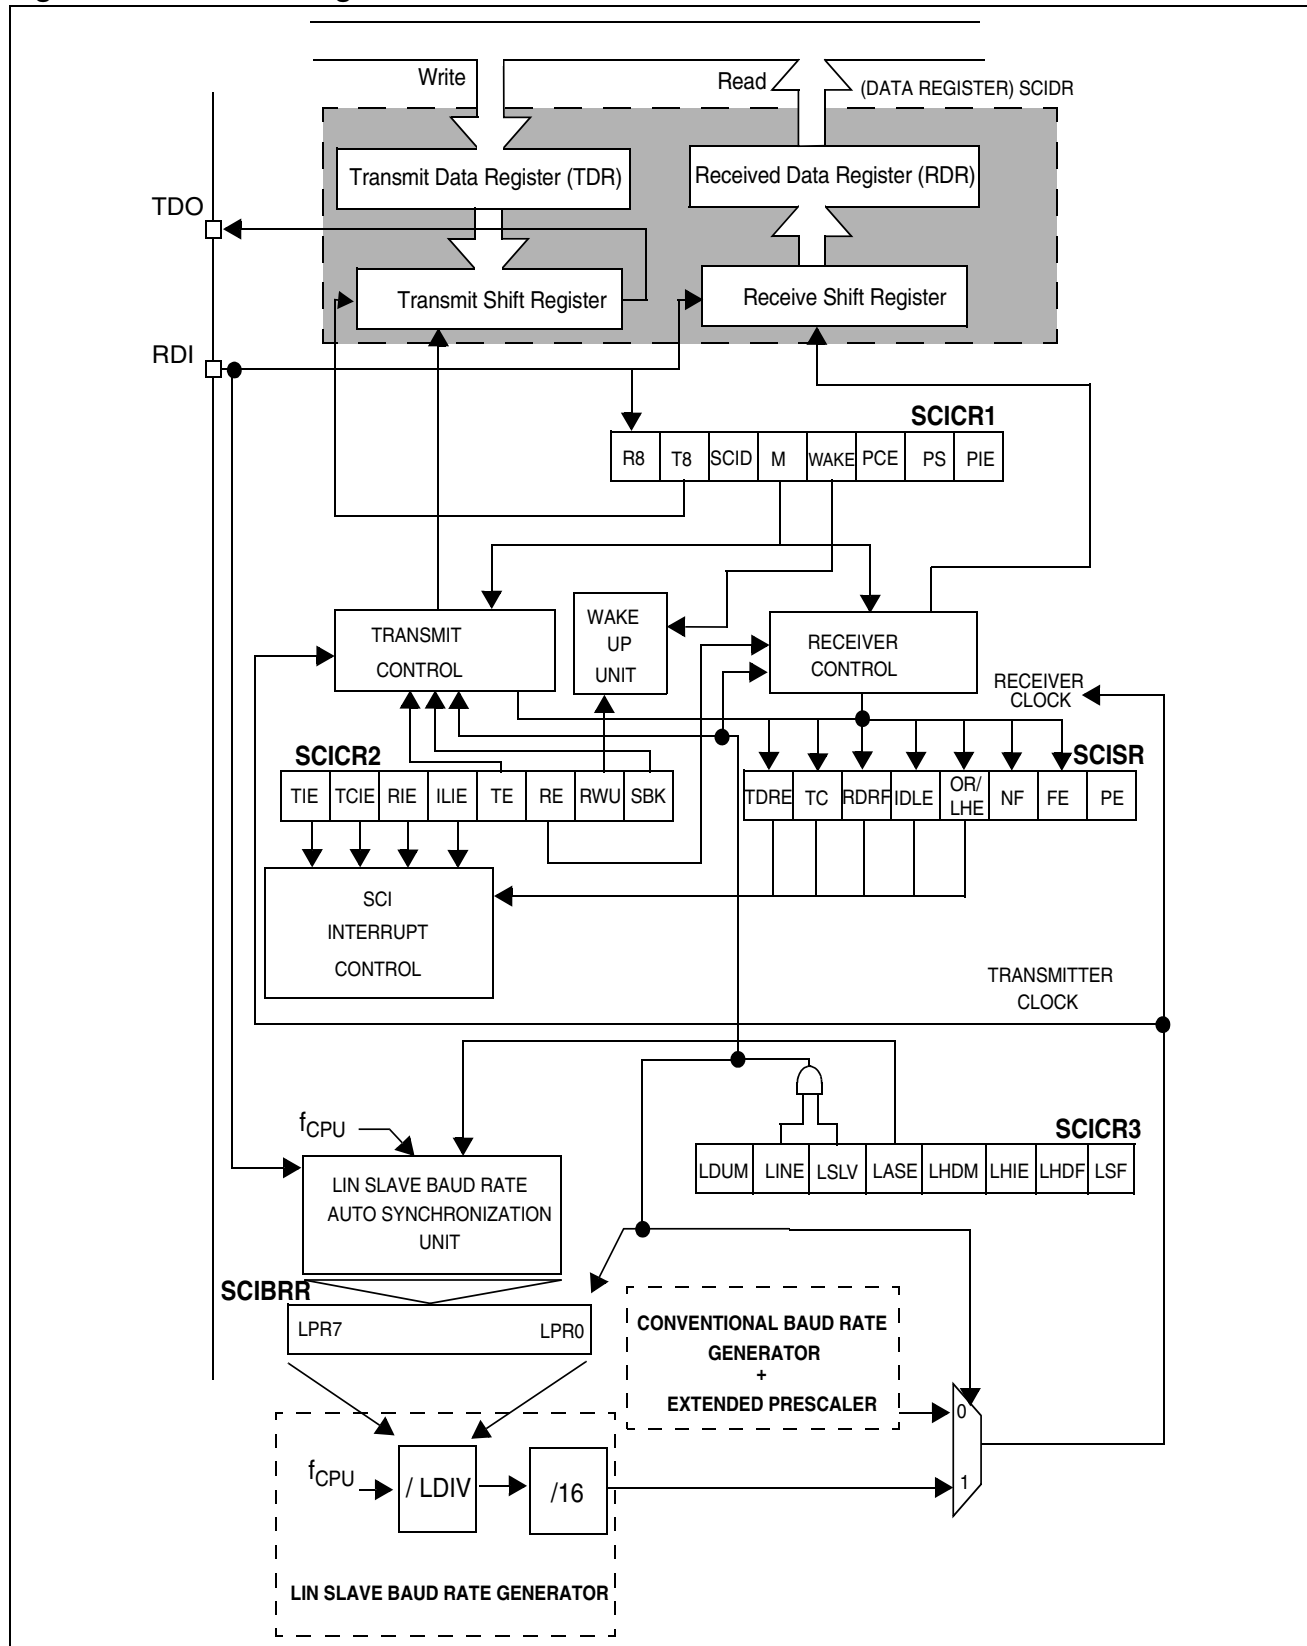 Write
Read
(DATA REGISTER) SCIDR
Transmit Data Register (TDR)
Received Data Register (RDR)
TDO
Transmit Shift Register
Receive Shift Register
RDI
SCICR1
R8 T8 SCID M WAKE PCE PS PIE
TRANSMIT
CONTROL
WAKE
UP
UNIT
RECEIVER
CONTROL
RECEIVER
CLOCK
SCICR2
TIE TCIE RIE ILIE TE RE RWU SBK
SCISR
TDRE TC RDRF IDLE OR/
LHE NF FE PE
SCI
INTERRUPT
CONTROL
TRANSMITTER
CLOCK
fCPU
SCICR3
LDUM LINE LSLV LASE LHDM LHIE LHDF LSF
LIN SLAVE BAUD RATE
AUTO SYNCHRONIZATION
UNIT
SCIBRR
LPR7 LPR0
CONVENTIONAL BAUD RATE
GENERATOR
+
EXTENDED PRESCALER
0
1
fCPU
/ LDIV
/16
LIN SLAVE BAUD RATE GENERATOR